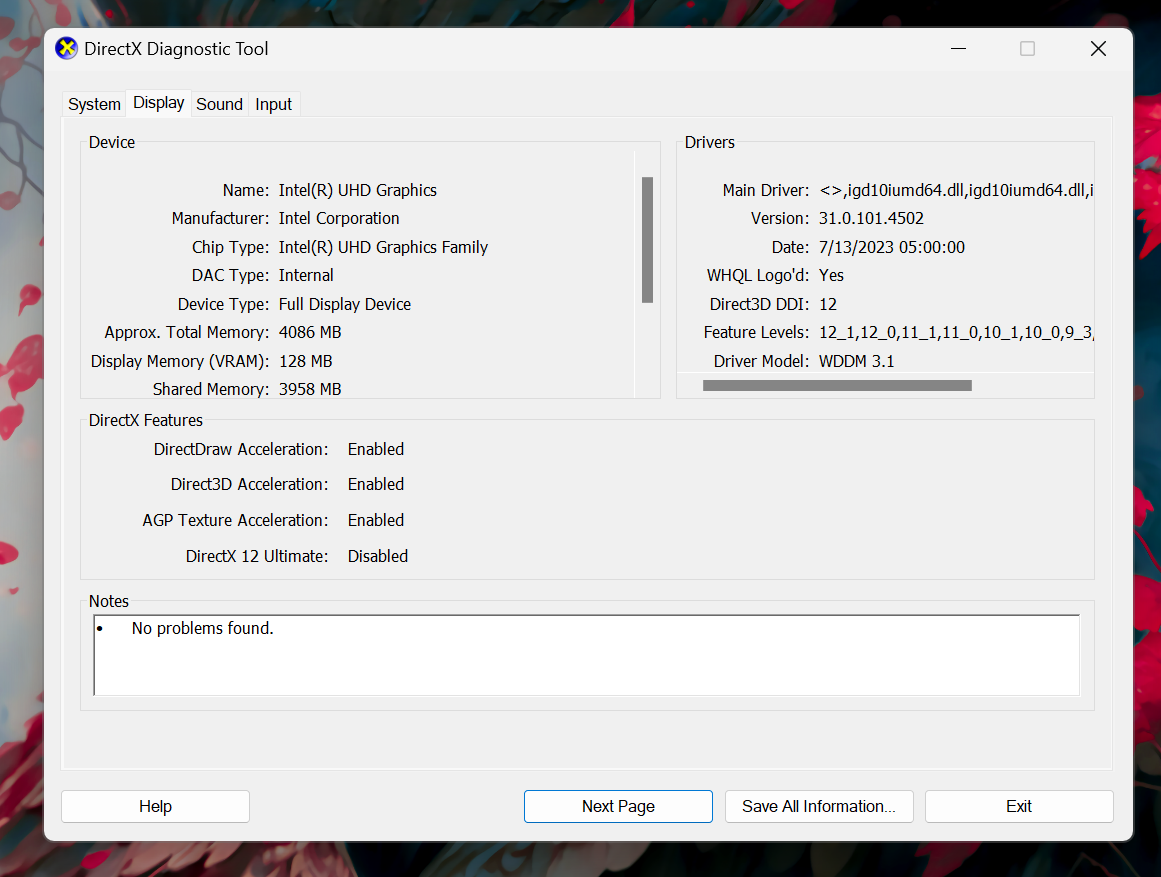 DirectX Diagnostic Tool
System Display Sound Input
Device
Name: Intel(R) UHD Graphics
Manufacturer: Intel Corporation
Chip Type: Intel(R) UHD Graphics Family
DAC Type: Internal
Device Type: Full Display Device
Approx. Total Memory: 4086 MB
Display Memory (VRAM): 128 MB
Shared Memory: 3958 MB
Drivers
Main Driver: <>,igd10iumd64.dll,igd10iumd64.dll,i
Version: 31.0.101.4502
Date: 7/13/2023 05:00:00
WHQL Logo'd: Yes
Direct3D DDI: 12
Feature Levels: 12_1,12_0,11_1,11_0,10_1,10_0,9_3,
Driver Model: WDDM 3.1
DirectX Features
DirectDraw Acceleration: Enabled
Direct3D Acceleration: Enabled
AGP Texture Acceleration: Enabled
DirectX 12 Ultimate: Disabled
Notes
• No problems found.
Help Next Page Save All Information... Exit